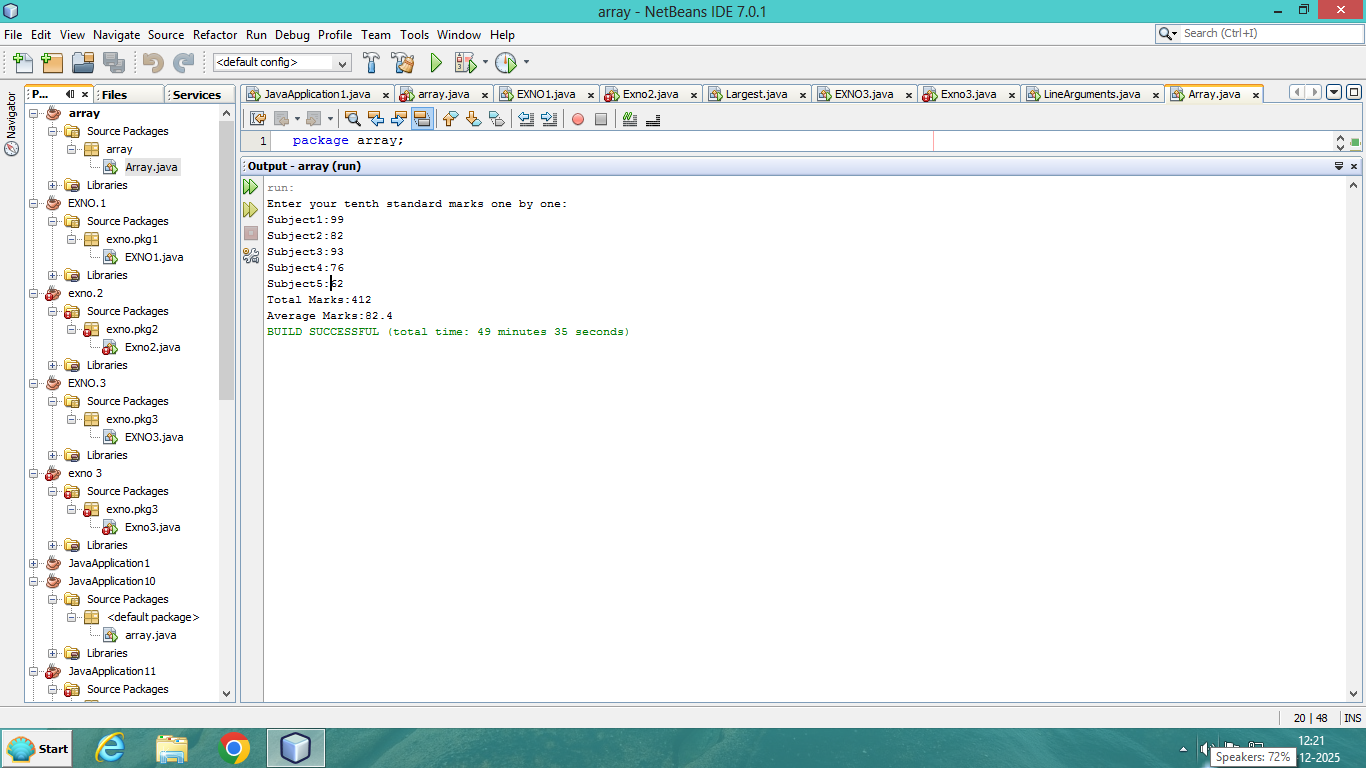 array - NetBeans IDE 7.0.1
File Edit View Navigate Source Refactor Run Debug Profile Team Tools Window Help
Search (Ctrl+I)
<default config>
Navigator
P...
Files
Services
array
Source Packages
array
Array.java
Libraries
EXNO.1
Source Packages
exno.pkg1
EXNO1.java
Libraries
exno.2
Source Packages
exno.pkg2
Exno2.java
Libraries
EXNO.3
Source Packages
exno.pkg3
EXNO3.java
Libraries
exno 3
Source Packages
exno.pkg3
Exno3.java
Libraries
JavaApplication1
JavaApplication10
Source Packages
<default package>
array.java
Libraries
JavaApplication11
Source Packages
JavaApplication1.java array.java EXNO1.java Exno2.java Largest.java EXNO3.java Exno3.java LineArguments.java Array.java
1 package array;
Output - array (run)
run:
Enter your tenth standard marks one by one:
Subject1:99
Subject2:82
Subject3:93
Subject4:76
Subject5:62
Total Marks:412
Average Marks:82.4
BUILD SUCCESSFUL (total time: 49 minutes 35 seconds)
20 | 48 INS
Start
12:21
-12-2025
Speakers: 72%